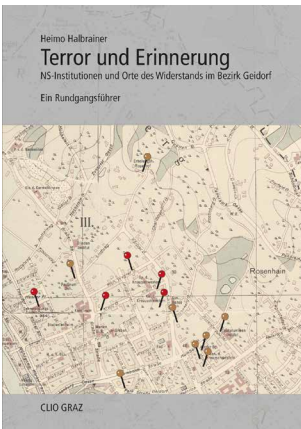 Heimo Halbrainer
Terror und Erinnerung
NS-Institutionen und Orte des Widerstands im Bezirk Geidorf
Ein Rundgangsführer
III.
Rosenhain
CLIO GRAZ